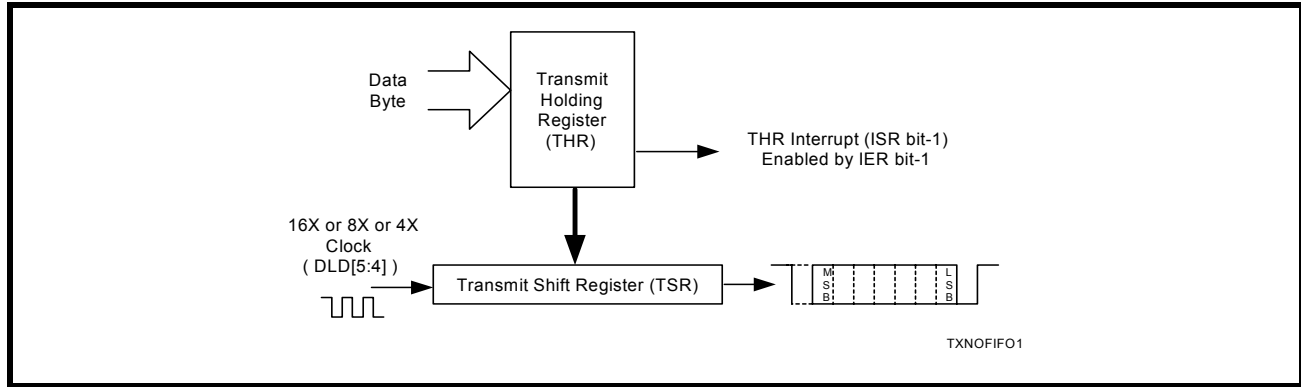 Data
Byte
Transmit
Holding
Register
(THR)
THR Interrupt (ISR bit-1)
Enabled by IER bit-1
16X or 8X or 4X
Clock
( DLD[5:4] )
Transmit Shift Register (TSR)
M
S
B
L
S
B
TXNOFIFO1